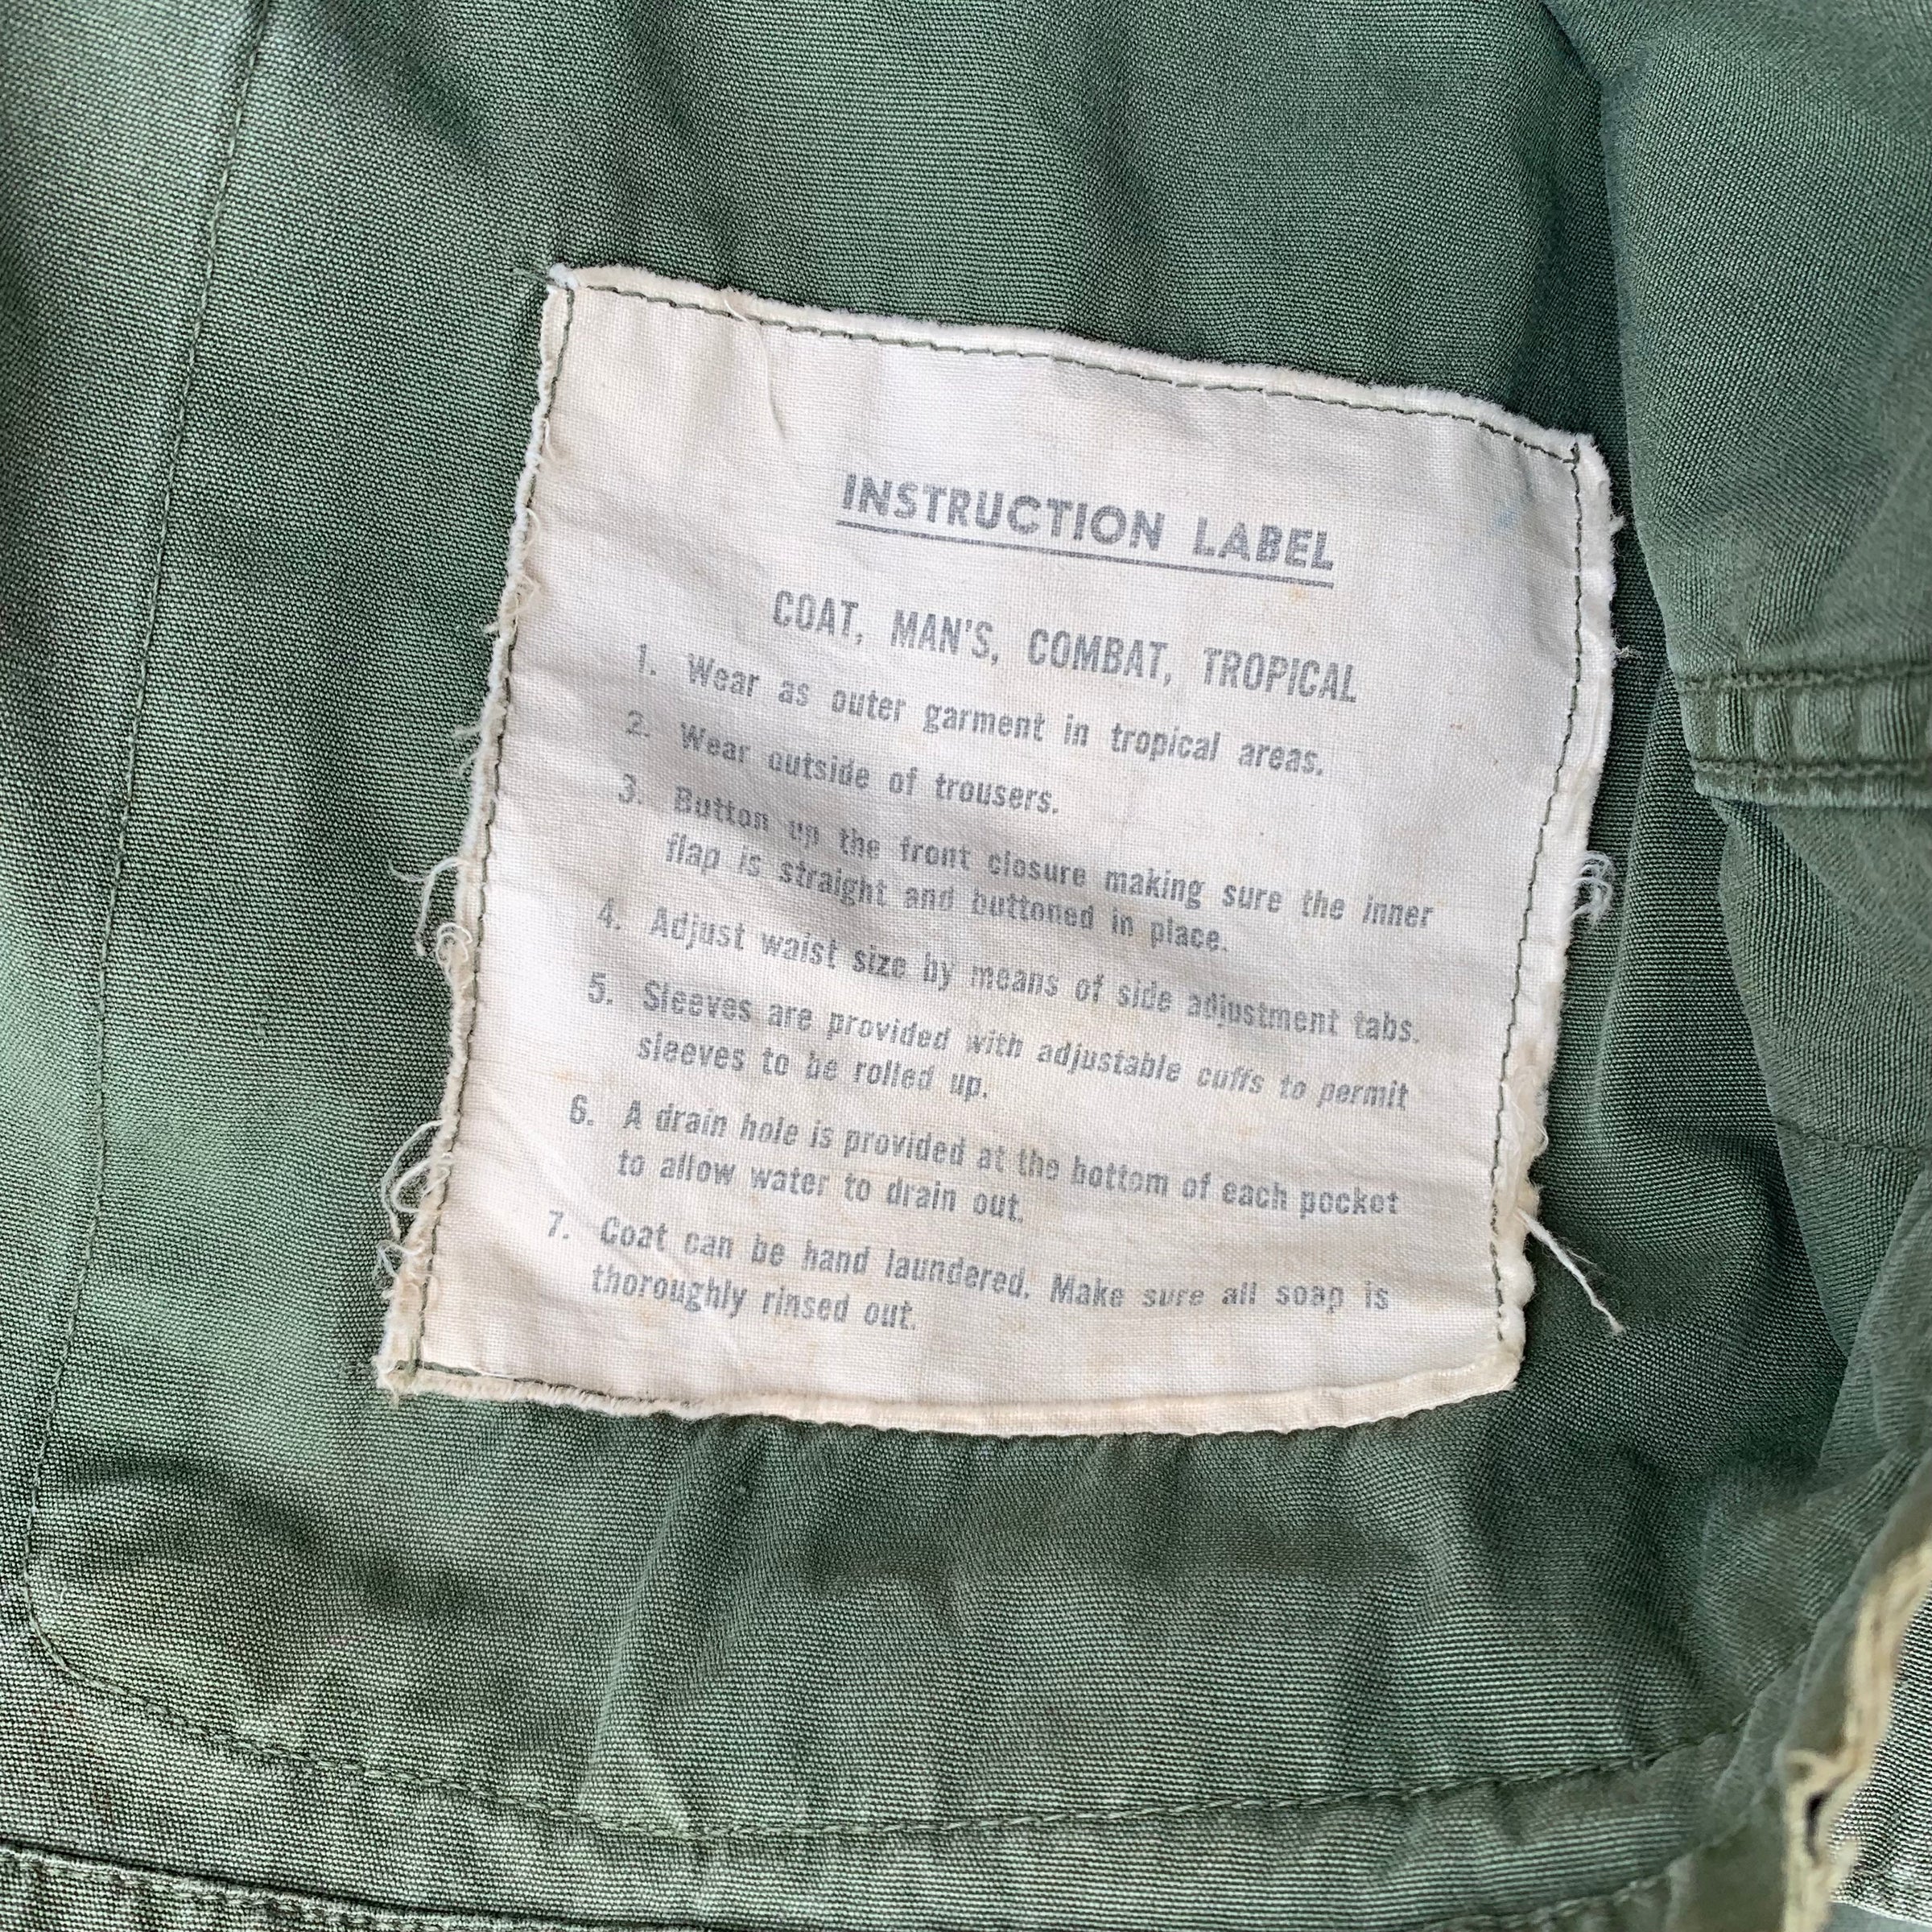 INSTRUCTION LABEL
COAT, MAN'S, COMBAT, TROPICAL
1. Wear as outer garment in tropical areas.
2. Wear outside of trousers.
3. Button up the front closure making sure the inner
flap is straight and buttoned in place.
4. Adjust waist size by means of side adjustment tabs.
5. Sleeves are provided with adjustable cuffs to permit
sleeves to be rolled up.
6. A drain hole is provided at the bottom of each pocket
to allow water to drain out.
7. Coat can be hand laundered. Make sure all soap is
thoroughly rinsed out.